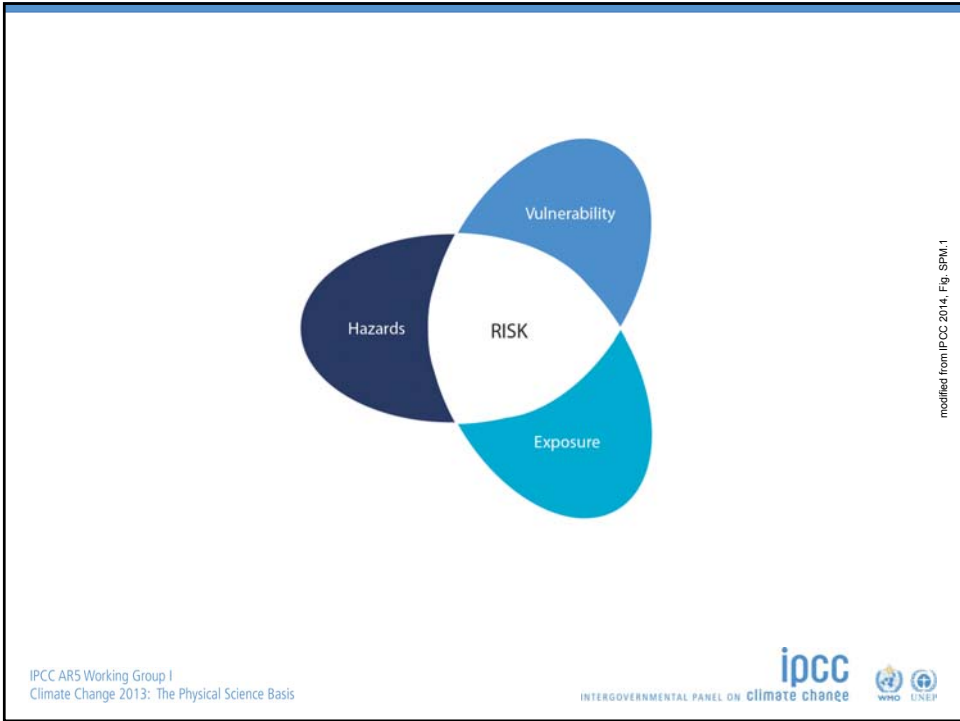 Vulnerability
Hazards
RISK
Exposure
modified from IPCC 2014, Fig. SPM.1
IPCC AR5 Working Group I
Climate Change 2013: The Physical Science Basis
ipcc
INTERGOVERNMENTAL PANEL ON climate change
WMO
UNEP